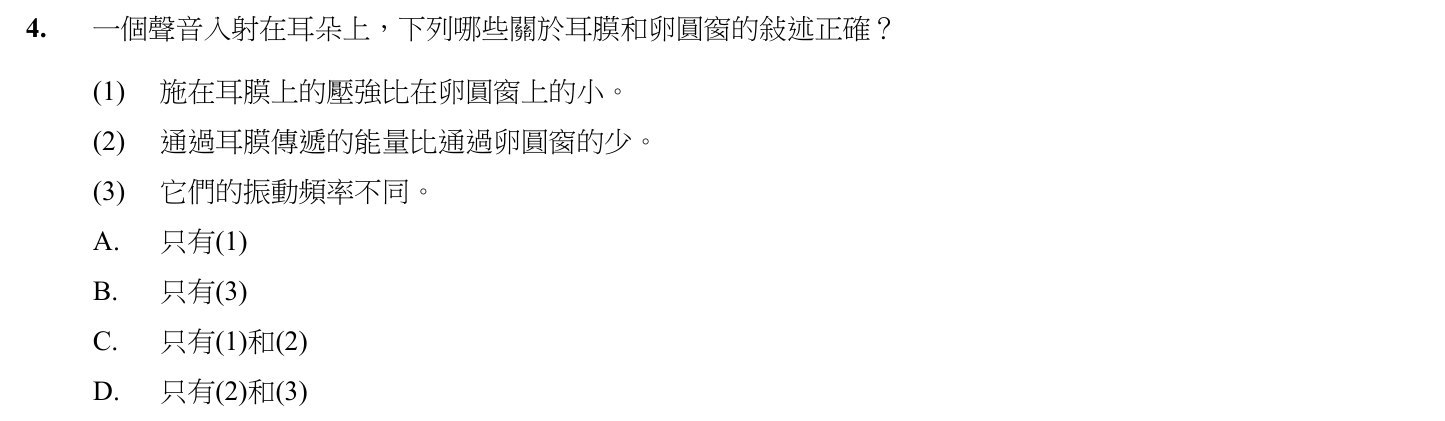 4. 一個聲音入射在耳朵上，下列哪些關於耳膜和卵圓窗的敍述正確？
(1) 施在耳膜上的壓強比在卵圓窗上的小。
(2) 通過耳膜傳遞的能量比通過卵圓窗的少。
(3) 它們的振動頻率不同。
A. 只有(1)
B. 只有(3)
C. 只有(1)和(2)
D. 只有(2)和(3)